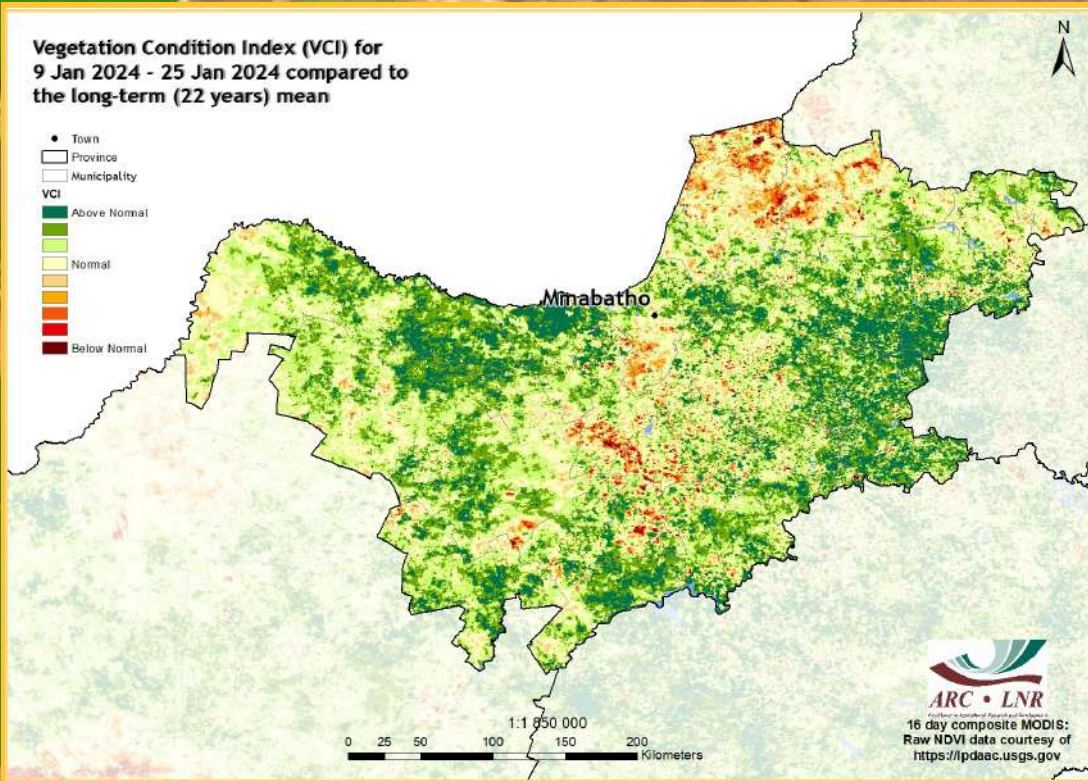 Vegetation Condition Index (VCI) for
9 Jan 2024 - 25 Jan 2024 compared to
the long-term (22 years) mean
N
Town
Province
Municipality
VCI
Above Normal
Normal
Below Normal
Mmabatho
1:1 850 000
0 25 50 100 150 200
Kilometers
ARC • LNR
16 day composite MODIS:
Raw NDVI data courtesy of
https://lpdaac.usgs.gov